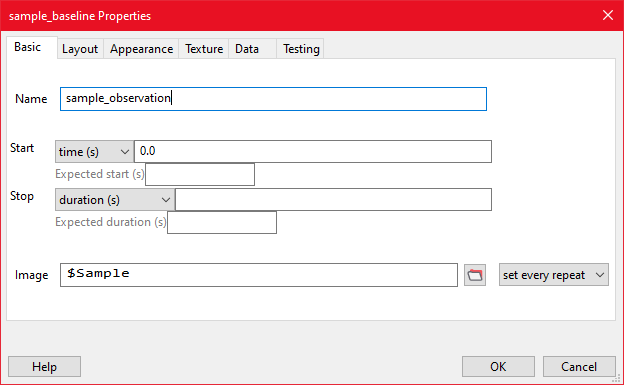 sample_baseline Properties
Basic Layout Appearance Texture Data Testing
Name sample_observation
Start time (s) 0.0
Expected start (s)
Stop duration (s)
Expected duration (s)
Image $Sample set every repeat
Help OK Cancel